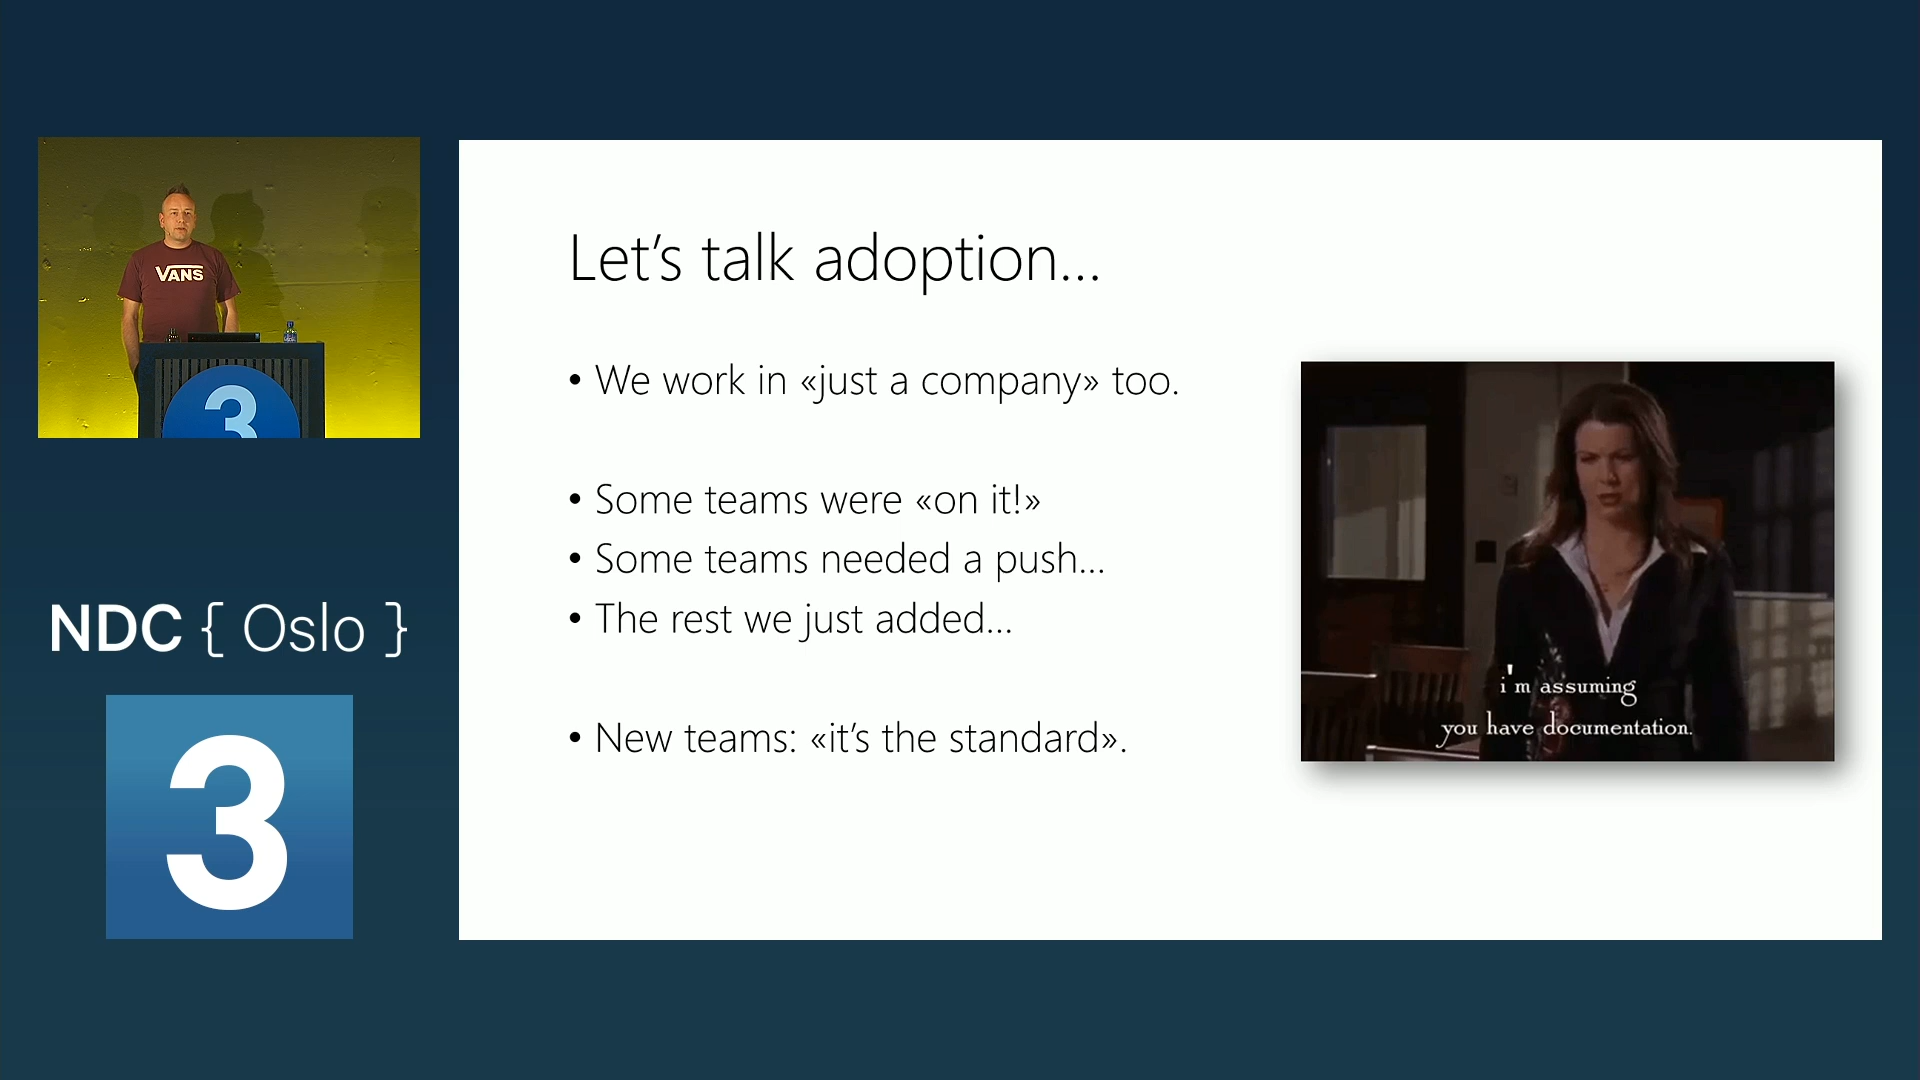 VANS
3
NDC { Oslo }
3
Let's talk adoption...
• We work in «just a company» too.
• Some teams were «on it!»
• Some teams needed a push...
• The rest we just added...
• New teams: «it's the standard».
i'm assuming
you have documentation.